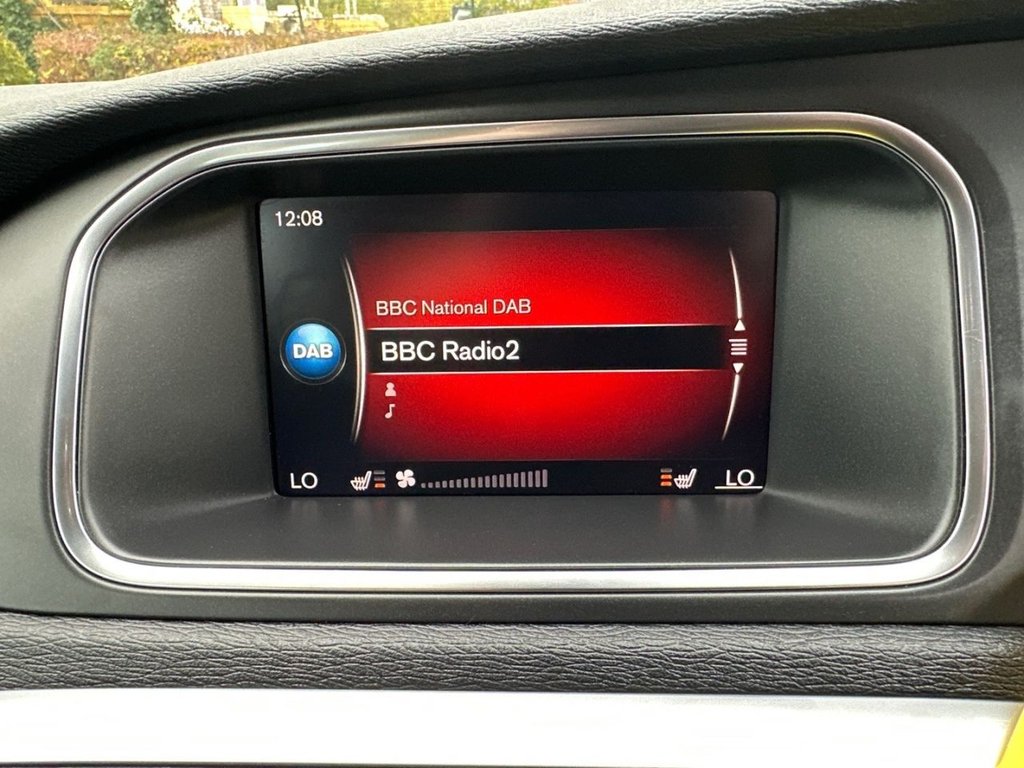 12:08
BBC National DAB
DAB
BBC Radio2
LO
LO